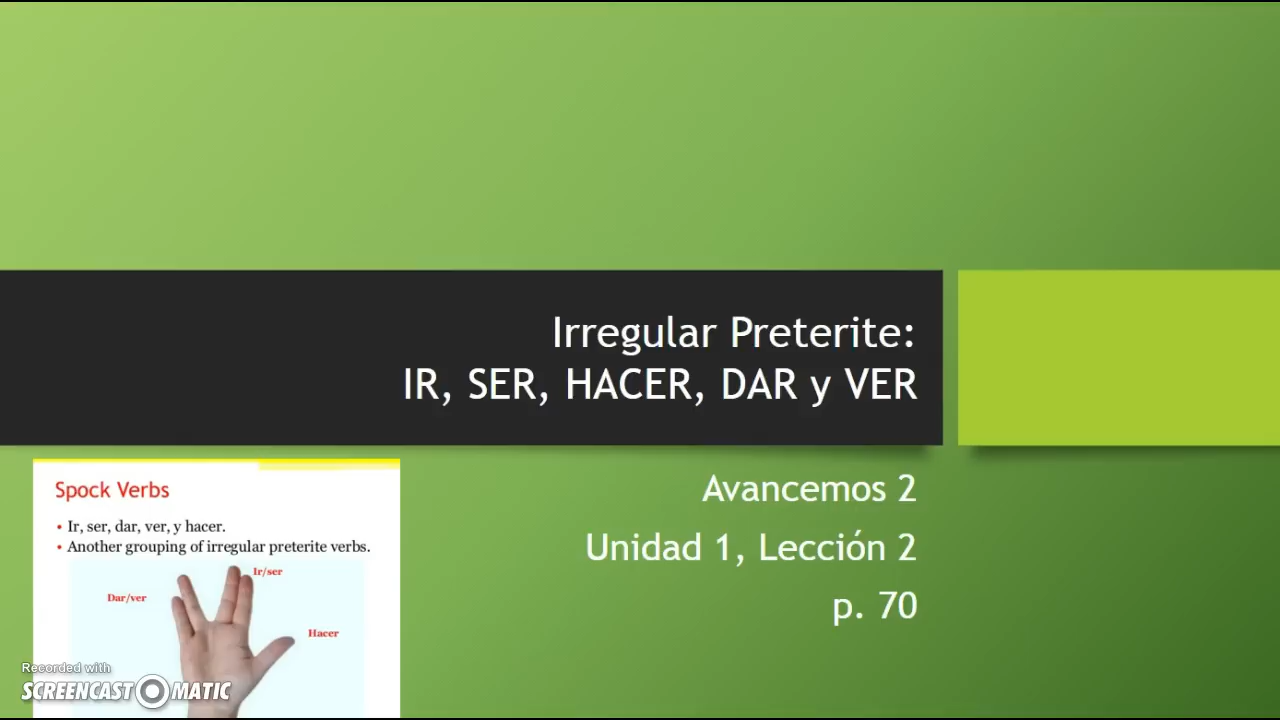 Irregular Preterite:
IR, SER, HACER, DAR y VER
Avancemos 2
Unidad 1, Lección 2
p. 70
Spock Verbs
• Ir, ser, dar, ver, y hacer.
• Another grouping of irregular preterite verbs.
Ir/ser
Dar/ver
Hacer
Recorded with
SCREENCAST MATIC